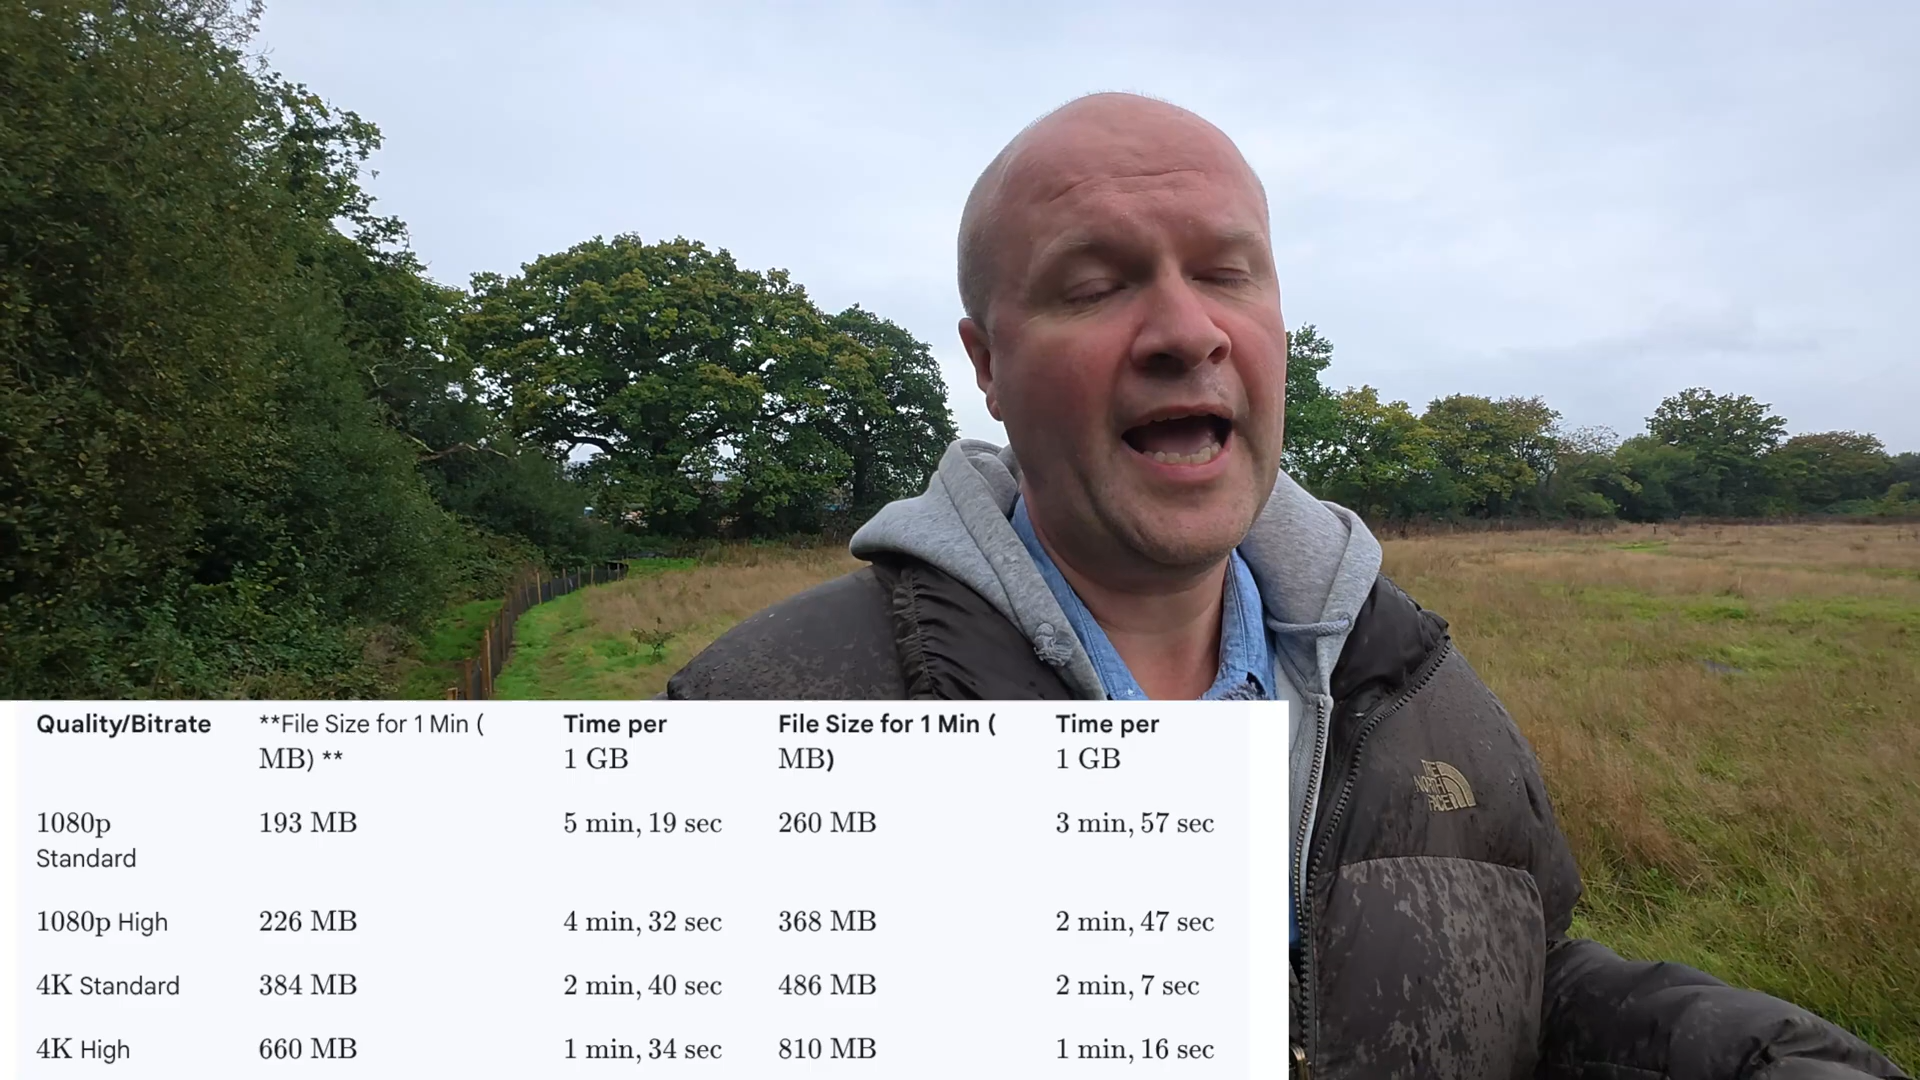 Quality/Bitrate **File Size for 1 Min ( Time per File Size for 1 Min ( Time per
MB) ** 1 GB MB) 1 GB
1080p 193 MB 5 min, 19 sec 260 MB 3 min, 57 sec
Standard
1080p High 226 MB 4 min, 32 sec 368 MB 2 min, 47 sec
4K Standard 384 MB 2 min, 40 sec 486 MB 2 min, 7 sec
4K High 660 MB 1 min, 34 sec 810 MB 1 min, 16 sec
THE
NORTH
FACE